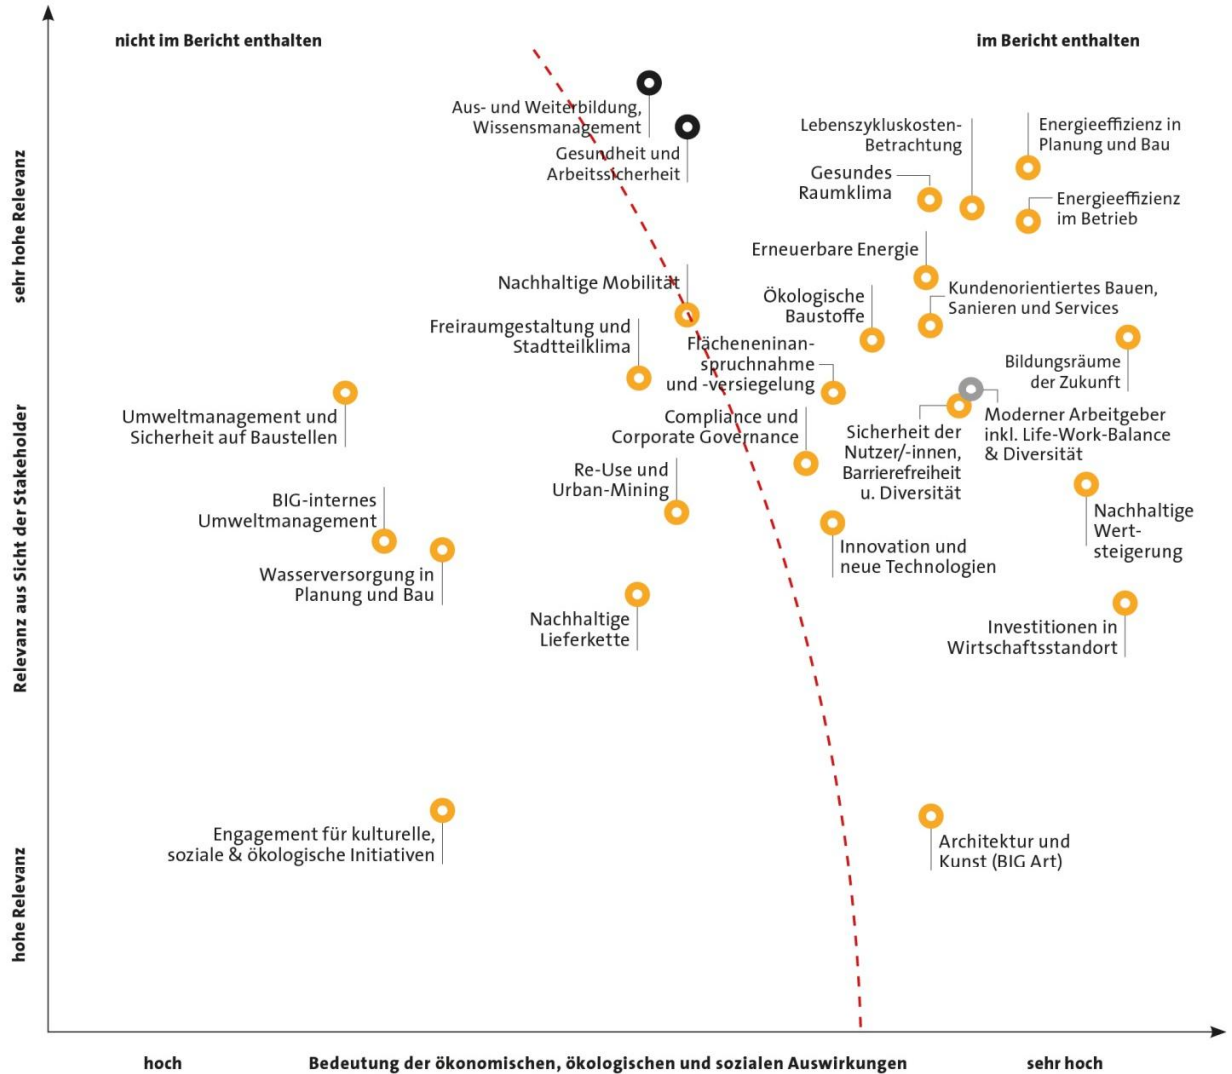 nicht im Bericht enthalten
im Bericht enthalten
Aus- und Weiterbildung,
Wissensmanagement
Gesundheit und
Arbeitssicherheit
Lebenszykluskosten-
Betrachtung
Energieeffizienz in
Planung und Bau
Gesundes
Raumklima
Energieeffizienz
im Betrieb
Erneuerbare Energie
Nachhaltige Mobilität
Ökologische
Baustoffe
Kundenorientiertes Bauen,
Sanieren und Services
Freiraumgestaltung und
Stadtteilklima
Flächeneninan-
spruchnahme
und -versiegelung
Bildungsräume
der Zukunft
Umweltmanagement und
Sicherheit auf Baustellen
Compliance und
Corporate Governance
Sicherheit der
Nutzer/-innen,
Barrierefreiheit
u. Diversität
Moderner Arbeitgeber
inkl. Life-Work-Balance
& Diversität
Re-Use und
Urban-Mining
BIG-internes
Umweltmanagement
Nachhaltige
Wert-
steigerung
Innovation und
neue Technologien
Wasserversorgung in
Planung und Bau
Nachhaltige
Lieferkette
Investitionen in
Wirtschaftsstandort
Engagement für kulturelle,
soziale & ökologische Initiativen
Architektur und
Kunst (BIG Art)
sehr hohe Relevanz
Relevanz aus Sicht der Stakeholder
hohe Relevanz
hoch
Bedeutung der ökonomischen, ökologischen und sozialen Auswirkungen
sehr hoch